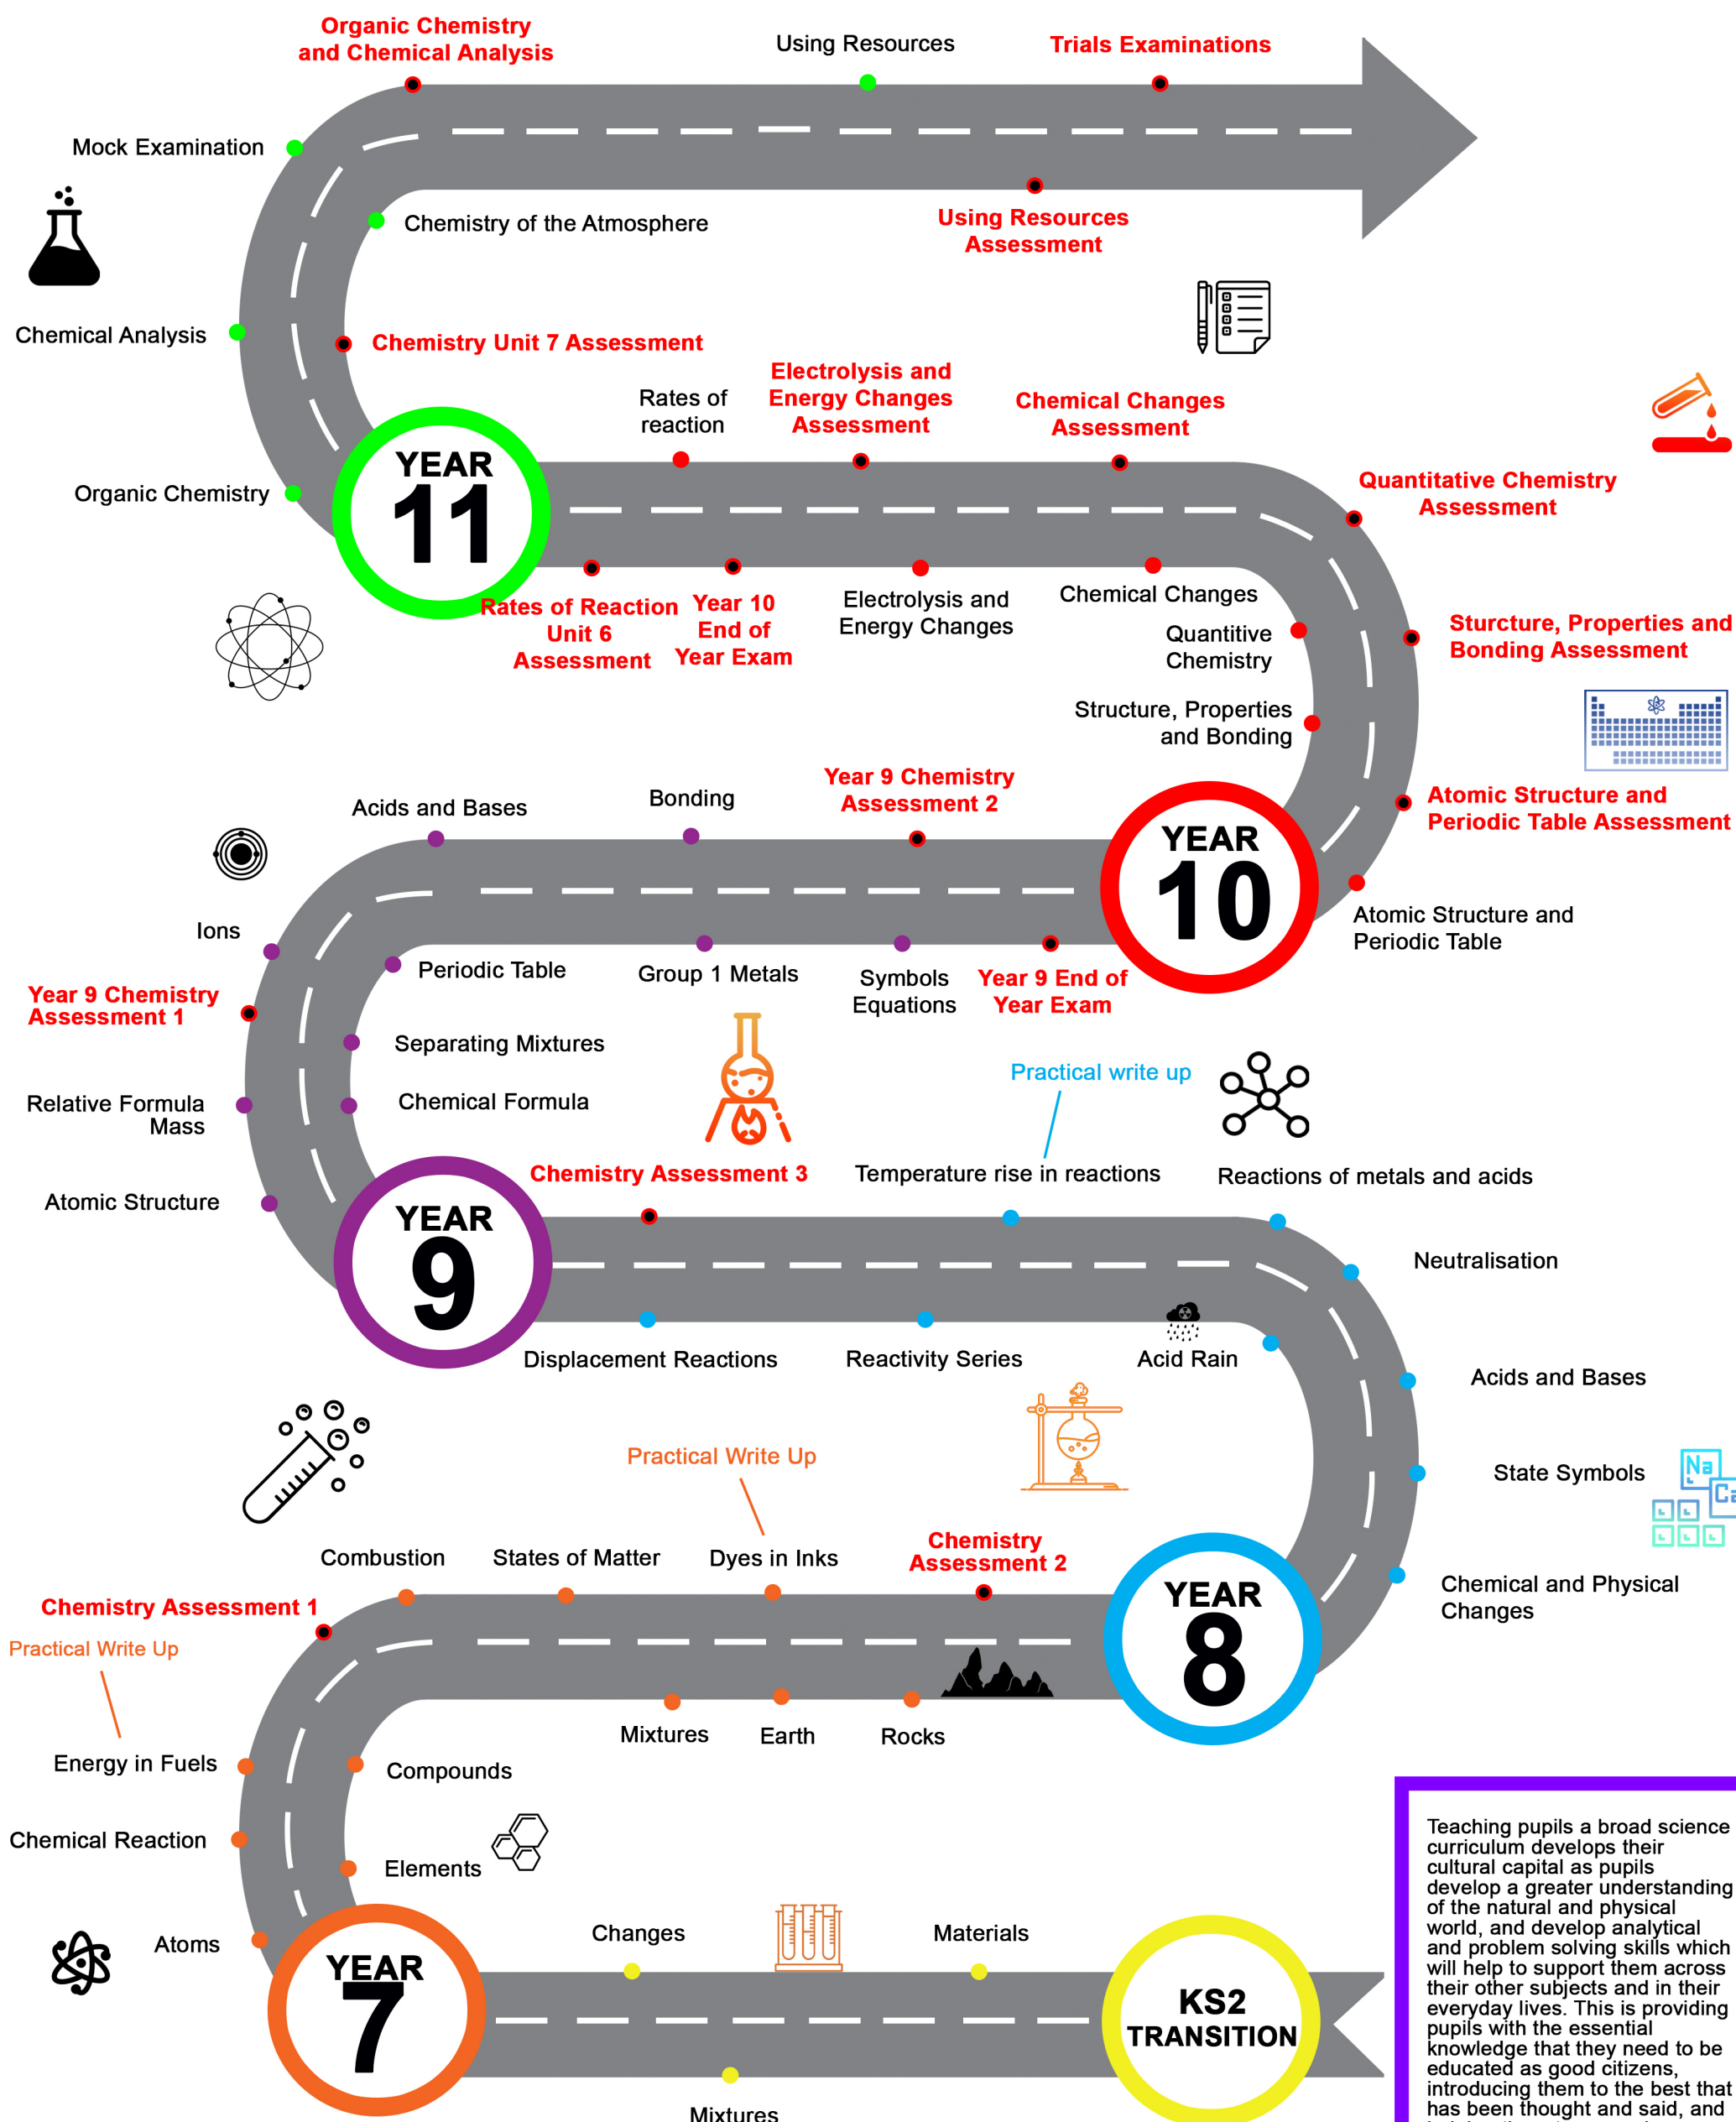 Organic Chemistry
and Chemical Analysis
Using Resources
Trials Examinations
Mock Examination
Chemistry of the Atmosphere
Using Resources
Assessment
Chemical Analysis
Chemistry Unit 7 Assessment
Organic Chemistry
YEAR
11
Rates of
reaction
Electrolysis and
Energy Changes
Assessment
Chemical Changes
Assessment
Quantitative Chemistry
Assessment
Rates of Reaction
Unit 6
Assessment
Year 10
End of
Year Exam
Electrolysis and
Energy Changes
Chemical Changes
Quantitive
Chemistry
Sturcture, Properties and
Bonding Assessment
Structure, Properties
and Bonding
Atomic Structure and
Periodic Table Assessment
Atomic Structure and
Periodic Table
YEAR
10
Year 9 Chemistry
Assessment 2
Bonding
Acids and Bases
Ions
Periodic Table
Group 1 Metals
Symbols
Equations
Year 9 End of
Year Exam
Year 9 Chemistry
Assessment 1
Separating Mixtures
Relative Formula
Mass
Chemical Formula
Atomic Structure
YEAR
9
Chemistry Assessment 3
Practical write up
Temperature rise in reactions
Reactions of metals and acids
Neutralisation
Displacement Reactions
Reactivity Series
Acid Rain
Acids and Bases
State Symbols
Na
Ca
Chemical and Physical
Changes
YEAR
8
Practical Write Up
Combustion
States of Matter
Dyes in Inks
Chemistry
Assessment 2
Chemistry Assessment 1
Practical Write Up
Mixtures
Earth
Rocks
Energy in Fuels
Compounds
Chemical Reaction
Elements
Atoms
YEAR
7
Changes
Materials
Mixtures
KS2
TRANSITION
Teaching pupils a broad science
curriculum develops their
cultural capital as pupils
develop a greater understanding
of the natural and physical
world, and develop analytical
and problem solving skills which
will help to support them across
their other subjects and in their
everyday lives. This is providing
pupils with the essential
knowledge that they need to be
educated as good citizens,
introducing them to the best that
has been thought and said, and